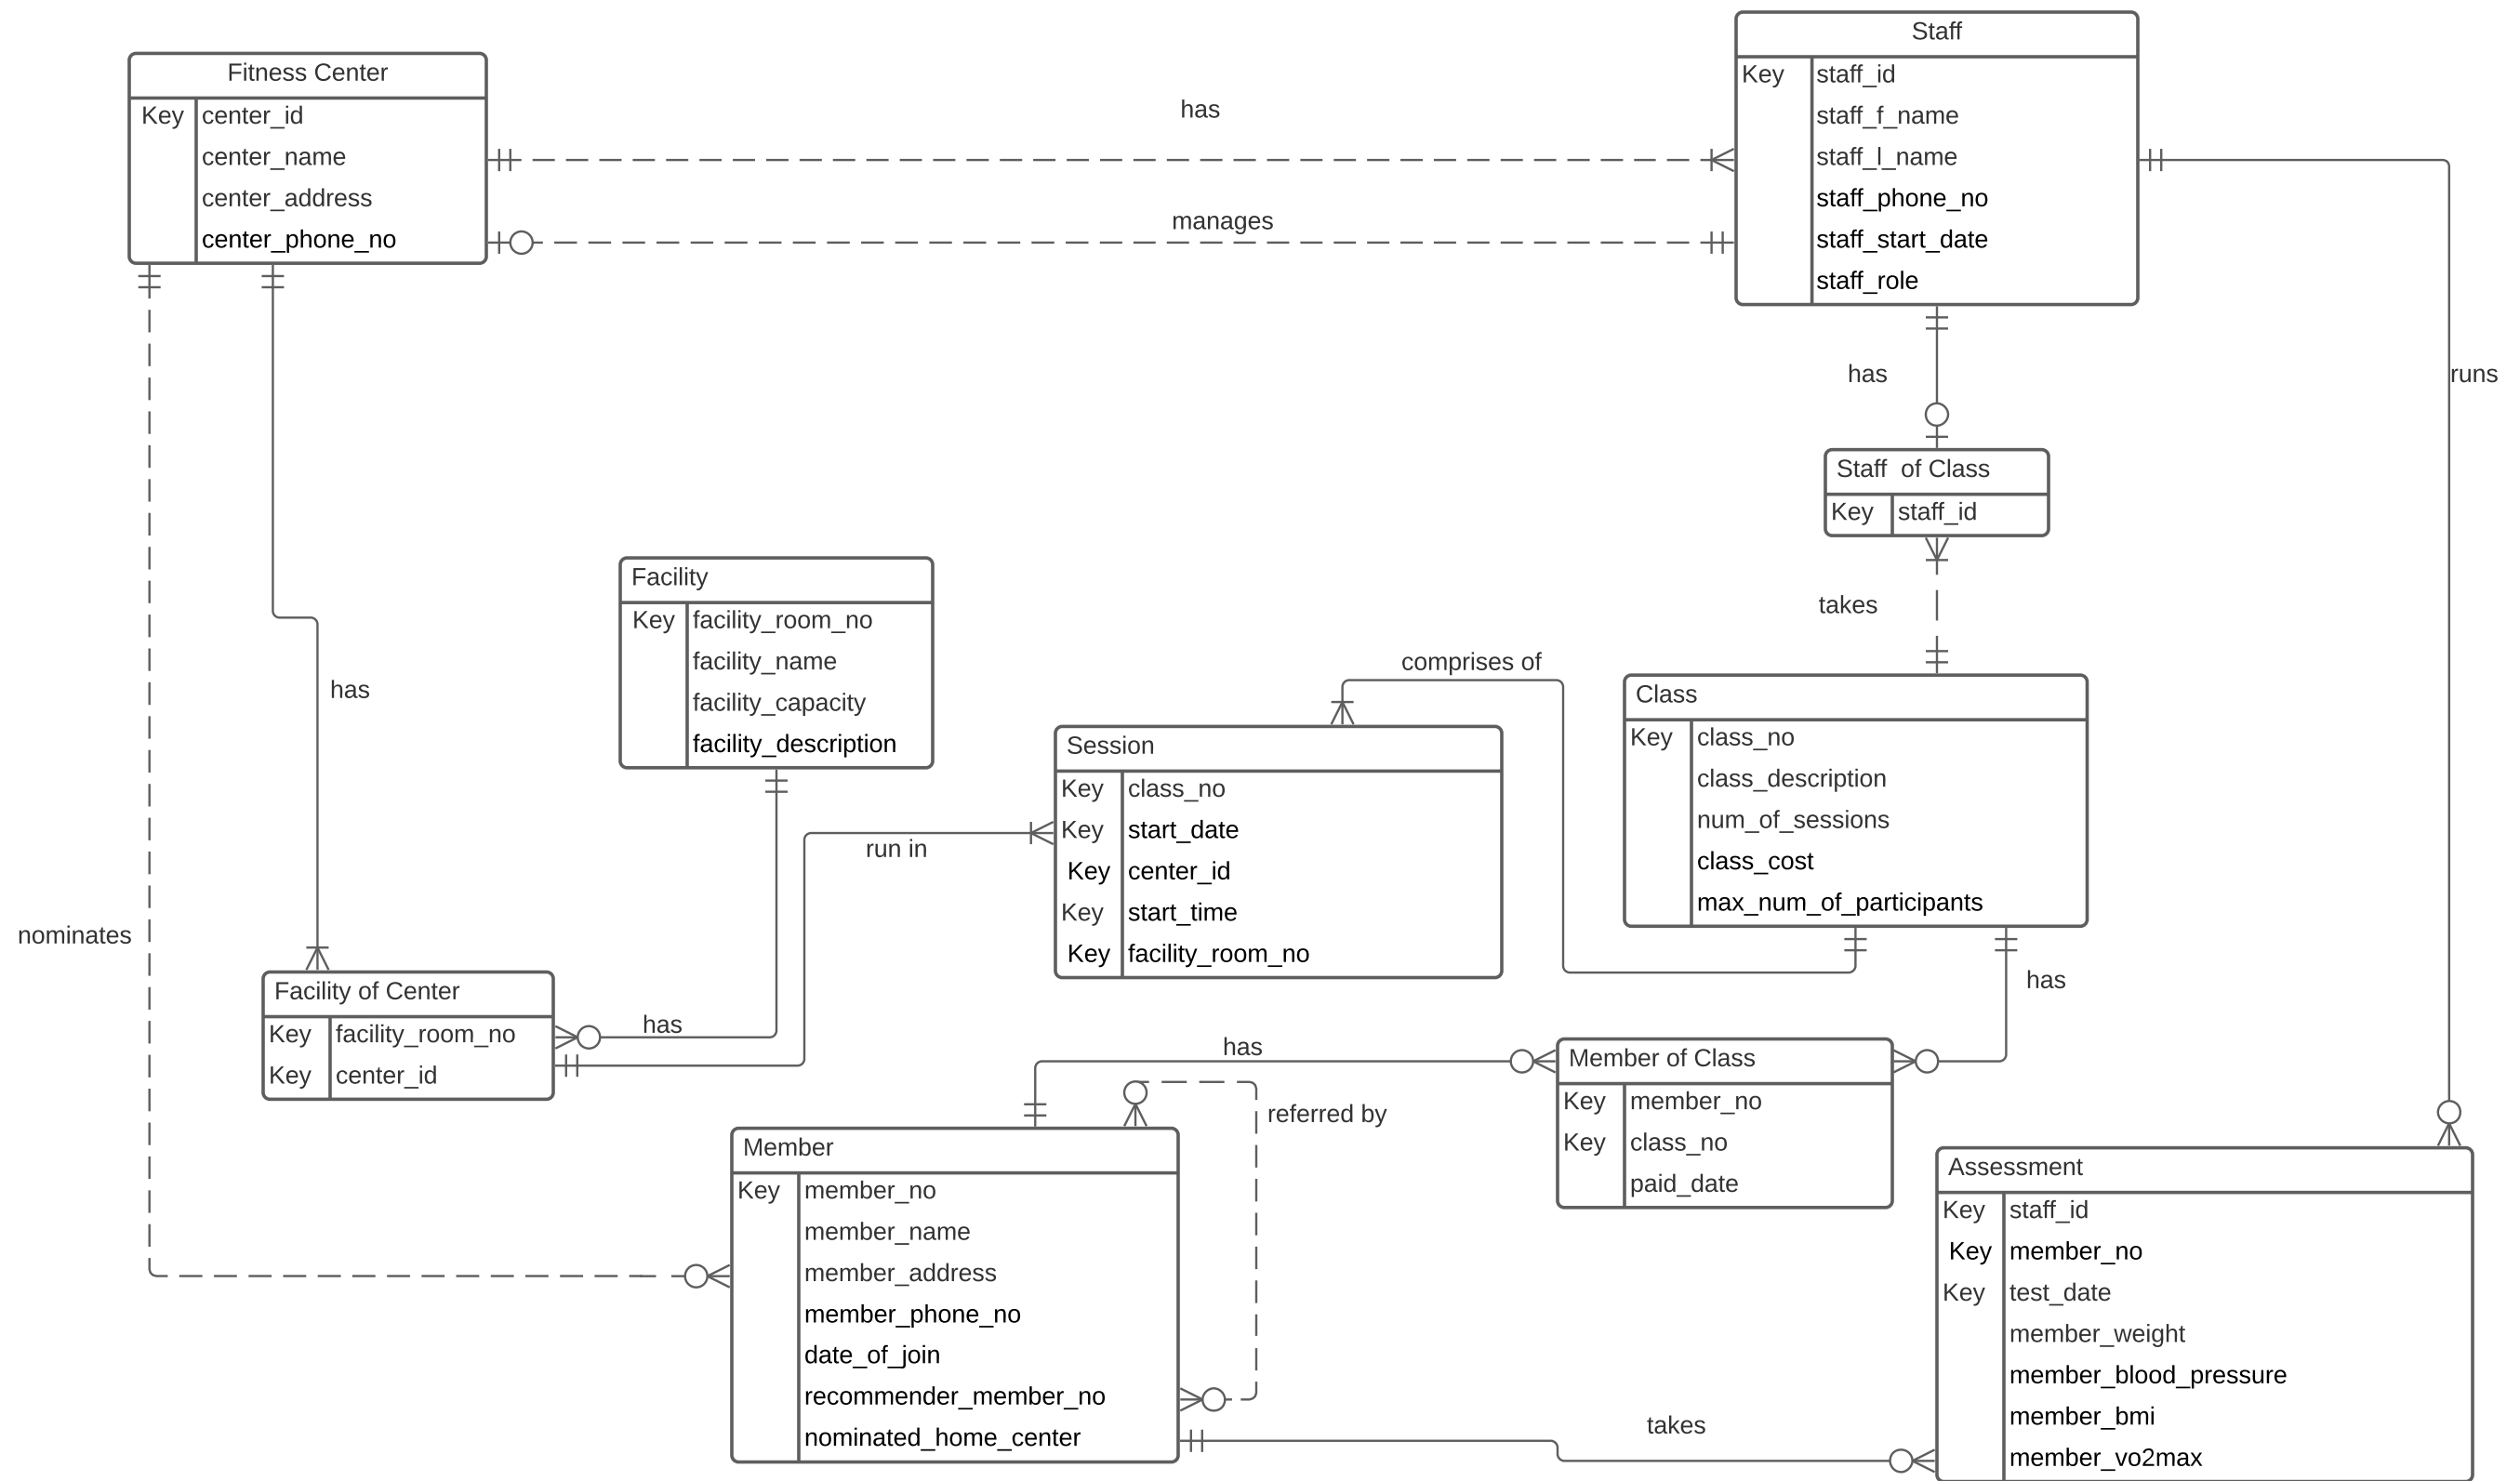 Fitness Center
Key center_id
center_name
center_address
center_phone_no
has
manages
Staff
Key staff_id
staff_f_name
staff_l_name
staff_phone_no
staff_start_date
staff_role
has
runs
Staff  of Class
Key staff_id
takes
Facility
Key facility_room_no
facility_name
facility_capacity
facility_description
has
comprises of
Session
Key class_no
Key start_date
Key center_id
Key start_time
Key facility_room_no
run in
Class
Key class_no
class_description
num_of_sessions
class_cost
max_num_of_participants
nominates
Facility of Center
Key facility_room_no
Key center_id
has
has
has
Member of Class
Key member_no
Key class_no
paid_date
referred by
Member
Key member_no
member_name
member_address
member_phone_no
date_of_join
recommender_member_no
nominated_home_center
takes
Assessment
Key staff_id
Key member_no
Key test_date
member_weight
member_blood_pressure
member_bmi
member_vo2max